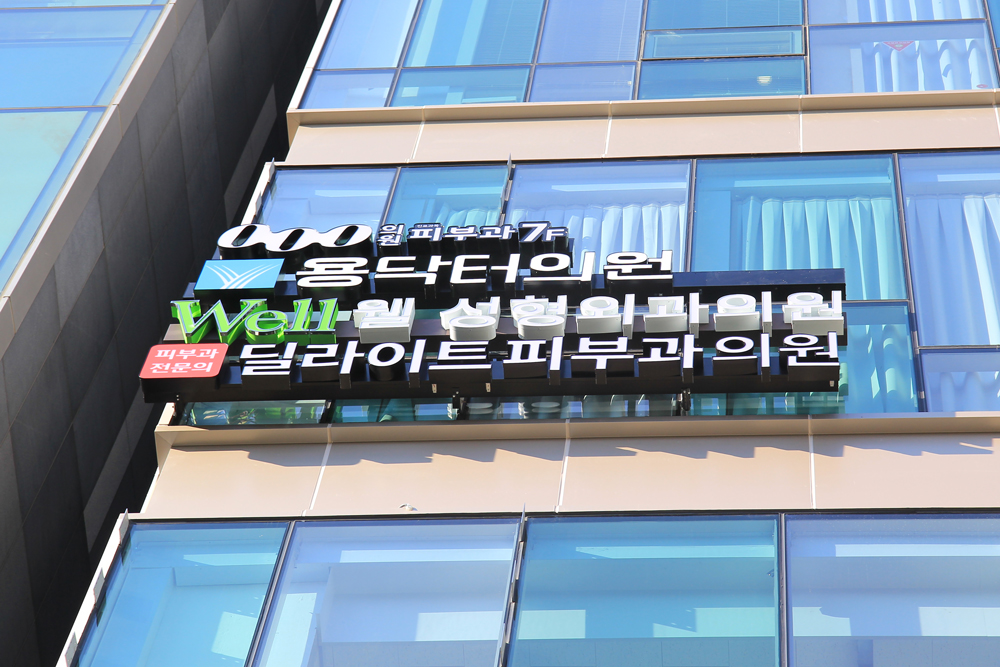 000 의원 피부과 7F
용닥터의원
Well 웰 성형외과의원
피부과 전문의 딜라이트피부과의원